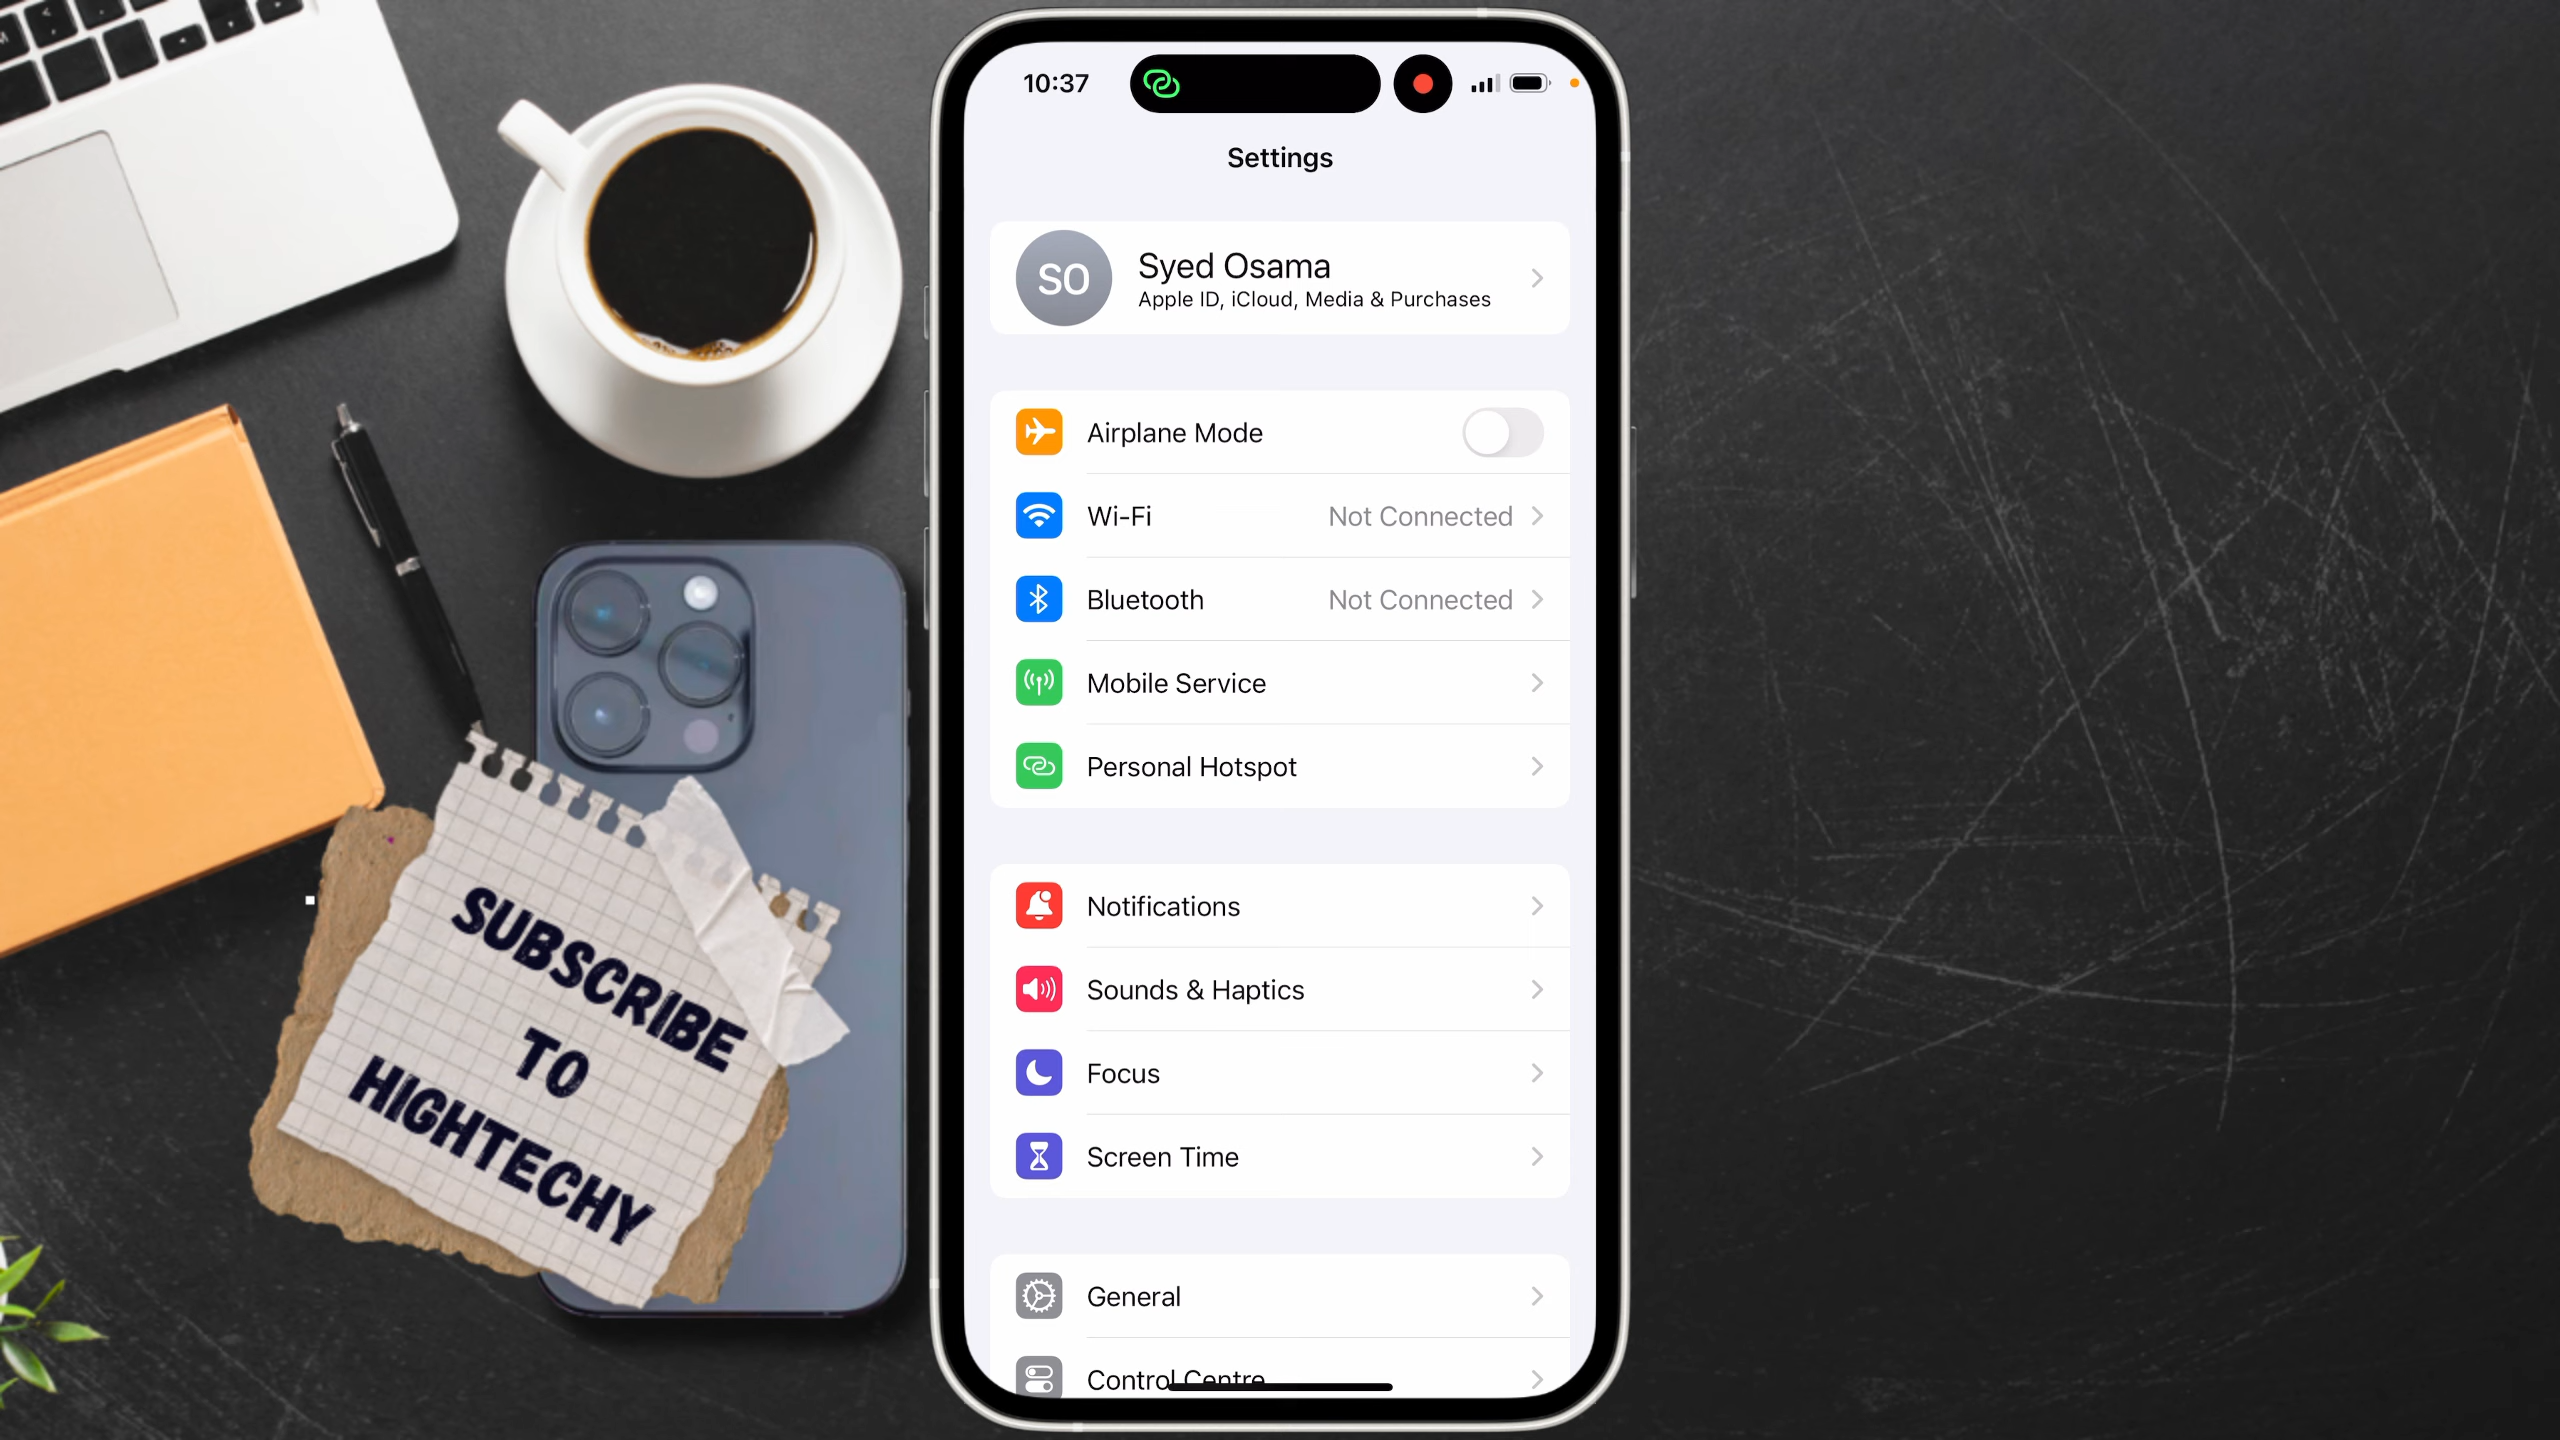 10:37
Settings
SO
Syed Osama
Apple ID, iCloud, Media & Purchases
Airplane Mode
Wi-Fi Not Connected
Bluetooth Not Connected
Mobile Service
Personal Hotspot
Notifications
Sounds & Haptics
Focus
Screen Time
General
Control Centre
SUBSCRIBE
TO
HIGHTECHY